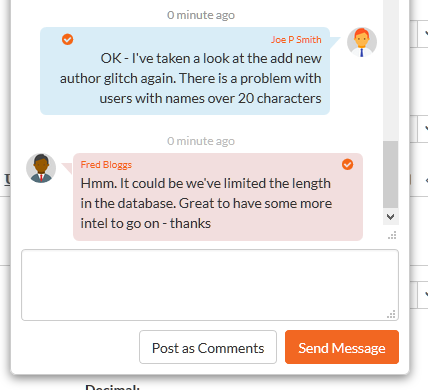 0 minute ago
Joe P Smith
OK - I've taken a look at the add new
author glitch again. There is a problem with
users with names over 20 characters
0 minute ago
Fred Bloggs
Hmm. It could be we've limited the length
in the database. Great to have some more
intel to go on - thanks
Post as Comments
Send Message
Decimal: